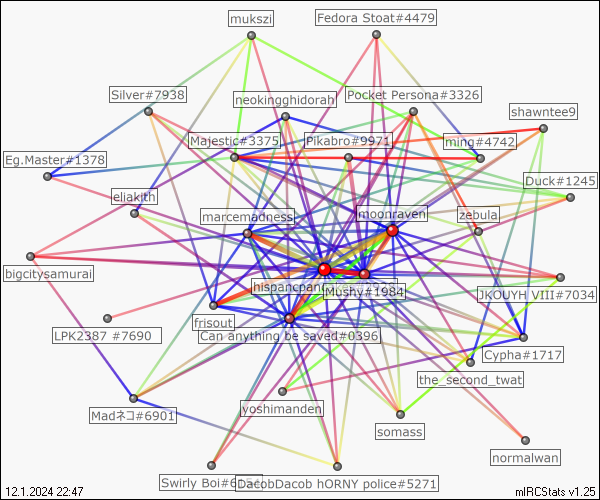 mukszi
Fedora Stoat#4479
Silver#7938
neokingghidorah
Pocket Persona#3326
shawntee9
Majestic#3375
Pikabro#9971
ming#4742
Eg.Master#1378
Duck#1245
eliakith
marcemadness
moonraven
zebula
bigcitysamurai
hispancpan
Mushy#1984
JKOUYH VIII#7034
LPK2387 #7690
frisout
Can anything be saved#0396
Cypha#1717
the_second_twat
Madネコ#6901
yoshimanden
somass
normalwan
Swirly Boi#
DacobDacob hORNY police#5271
12.1.2024 22:47
mIRCStats v1.25